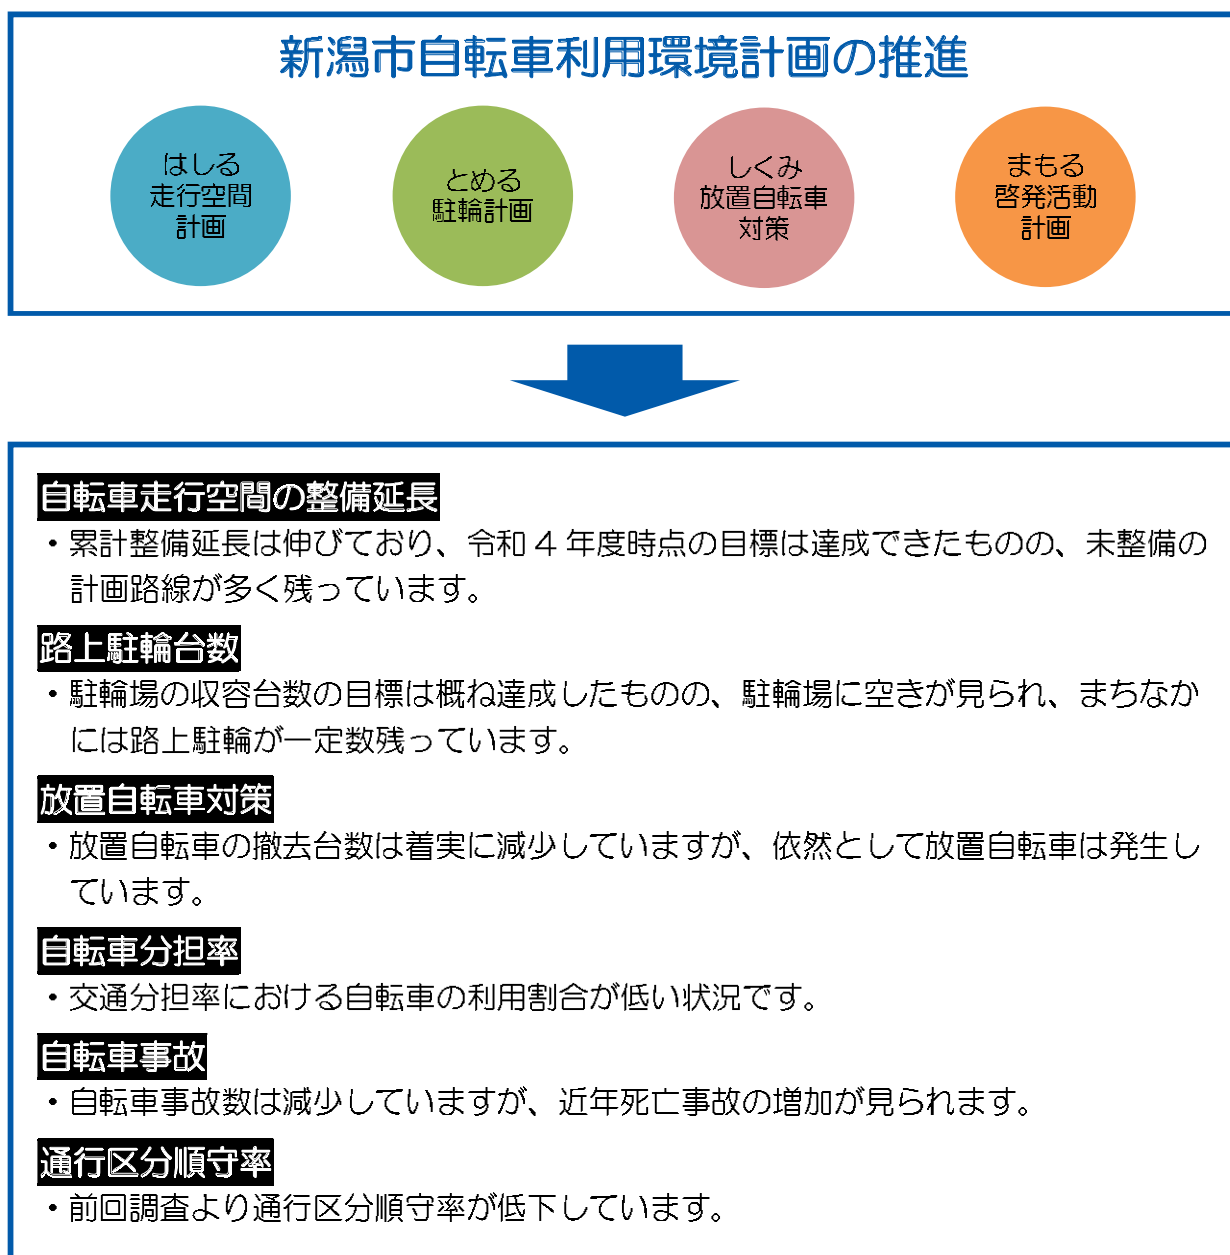 新潟市自転車利用環境計画の推進
はしる
走行空間
計画
とめる
駐輪計画
しくみ
放置自転車
対策
まもる
啓発活動
計画
自転車走行空間の整備延長
・累計整備延長は伸びており、令和４年度時点の目標は達成できたものの、未整備の
計画路線が多く残っています。
路上駐輪台数
・駐輪場の収容台数の目標は概ね達成したものの、駐輪場に空きが見られ、まちなか
には路上駐輪が一定数残っています。
放置自転車対策
・放置自転車の撤去台数は着実に減少していますが、依然として放置自転車は発生し
ています。
自転車分担率
・交通分担率における自転車の利用割合が低い状況です。
自転車事故
・自転車事故数は減少していますが、近年死亡事故の増加が見られます。
通行区分順守率
・前回調査より通行区分順守率が低下しています。